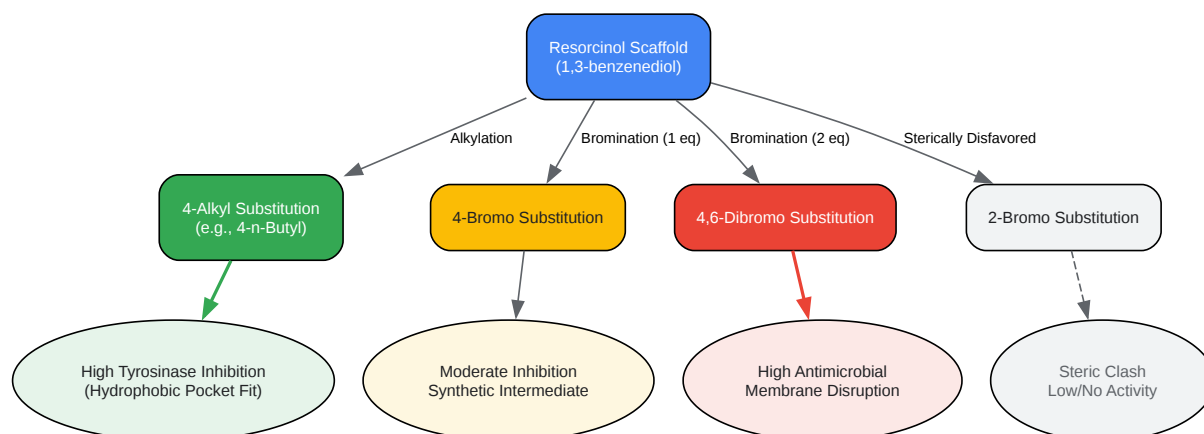 Resorcinol Scaffold
(1,3-benzenediol)
Alkylation
Bromination (1 eq)
Bromination (2 eq)
Sterically Disfavored
4-Alkyl Substitution
(e.g., 4-n-Butyl)
4-Bromo Substitution
4,6-Dibromo Substitution
2-Bromo Substitution
High Tyrosinase Inhibition
(Hydrophobic Pocket Fit)
Moderate Inhibition
Synthetic Intermediate
High Antimicrobial
Membrane Disruption
Steric Clash
Low/No Activity